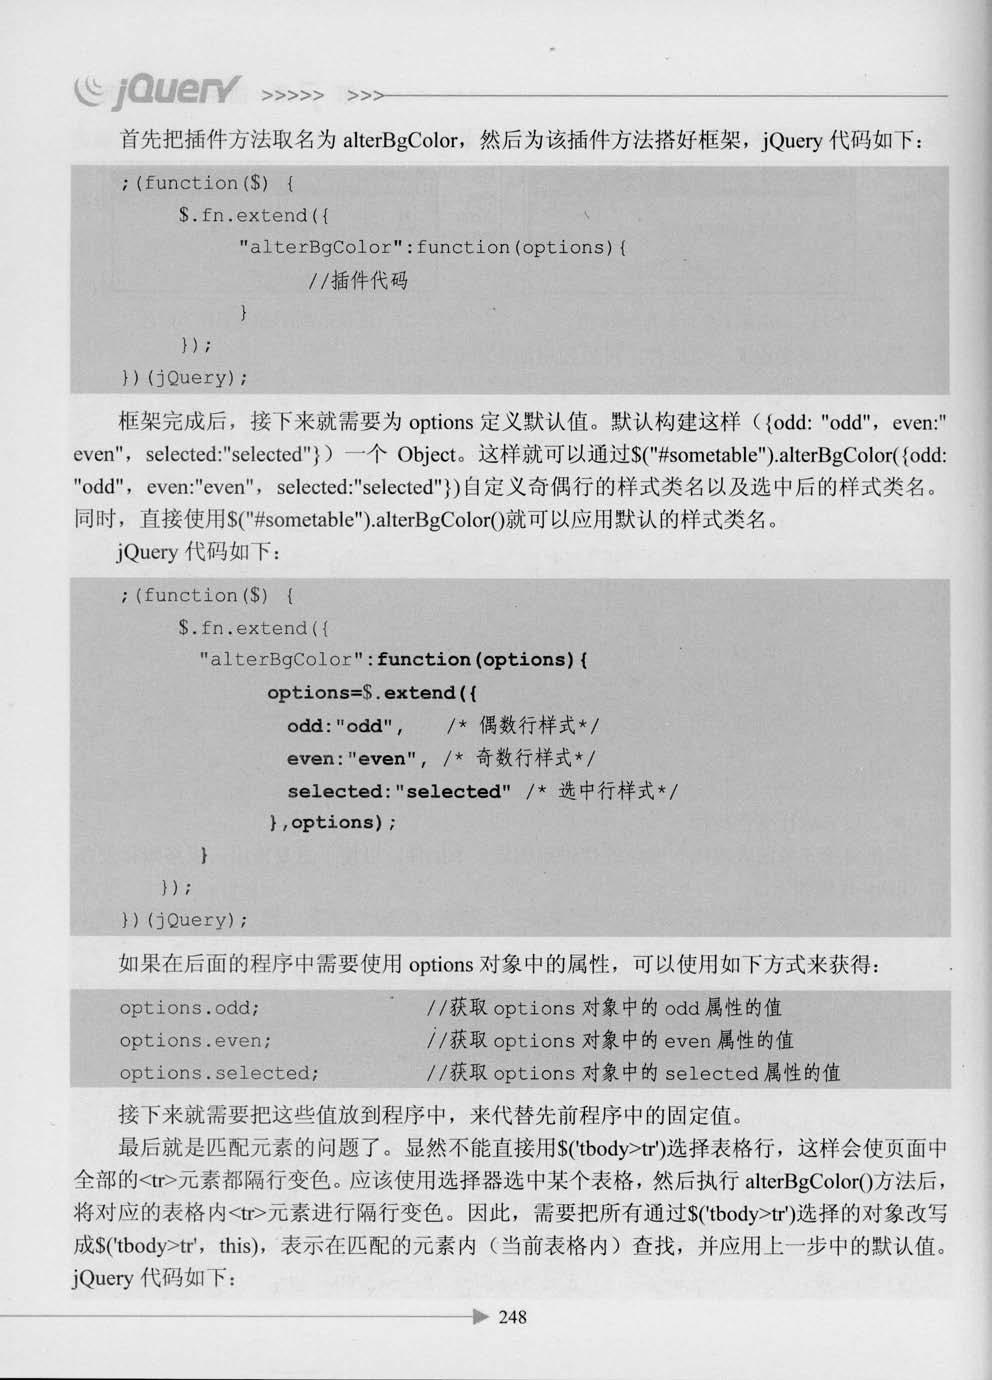 jQuery >>>>> >>>
首先把插件方法取名为 alterBgColor，然后为该插件方法搭好框架，jQuery 代码如下：
;(function($) {
$.fn.extend({
"alterBgColor":function(options){
//插件代码
}
});
})(jQuery);
框架完成后，接下来就需要为 options 定义默认值。默认构建这样（{odd: "odd"，even:"
even"，selected:"selected"}）一个 Object。这样就可以通过$("#sometable").alterBgColor({odd:
"odd"，even:"even"，selected:"selected"})自定义奇偶行的样式类名以及选中后的样式类名。
同时，直接使用$("#sometable").alterBgColor()就可以应用默认的样式类名。
jQuery 代码如下：
;(function($) {
$.fn.extend({
"alterBgColor":function(options){
options=$.extend({
odd:"odd", /* 偶数行样式*/
even:"even", /* 奇数行样式*/
selected:"selected" /* 选中行样式*/
},options);
}
});
})(jQuery);
如果在后面的程序中需要使用 options 对象中的属性，可以使用如下方式来获得：
options.odd; //获取 options 对象中的 odd 属性的值
options.even; //获取 options 对象中的 even 属性的值
options.selected; //获取 options 对象中的 selected 属性的值
接下来就需要把这些值放到程序中，来代替先前程序中的固定值。
最后就是匹配元素的问题了。显然不能直接用$('tbody>tr')选择表格行，这样会使页面中
全部的<tr>元素都隔行变色。应该使用选择器选中某个表格，然后执行 alterBgColor()方法后，
将对应的表格内<tr>元素进行隔行变色。因此，需要把所有通过$('tbody>tr')选择的对象改写
成$('tbody>tr'，this)，表示在匹配的元素内（当前表格内）查找，并应用上一步中的默认值。
jQuery 代码如下：
248